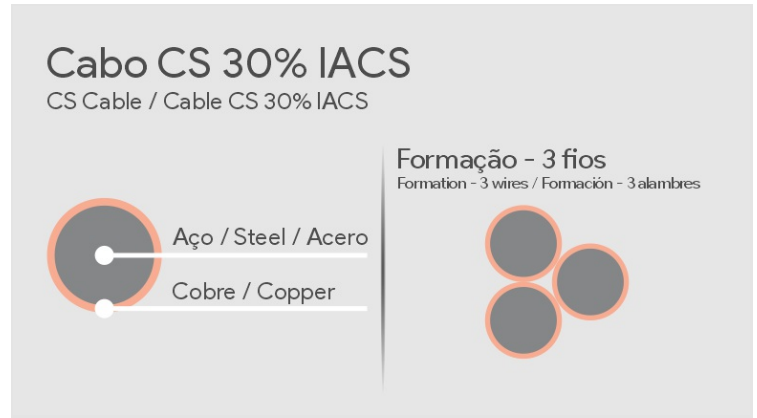 Cabo CS 30% IACS
CS Cable / Cable CS 30% IACS
Formação - 3 fios
Formation - 3 wires / Formación - 3 alambres
Aço / Steel / Acero
Cobre / Copper